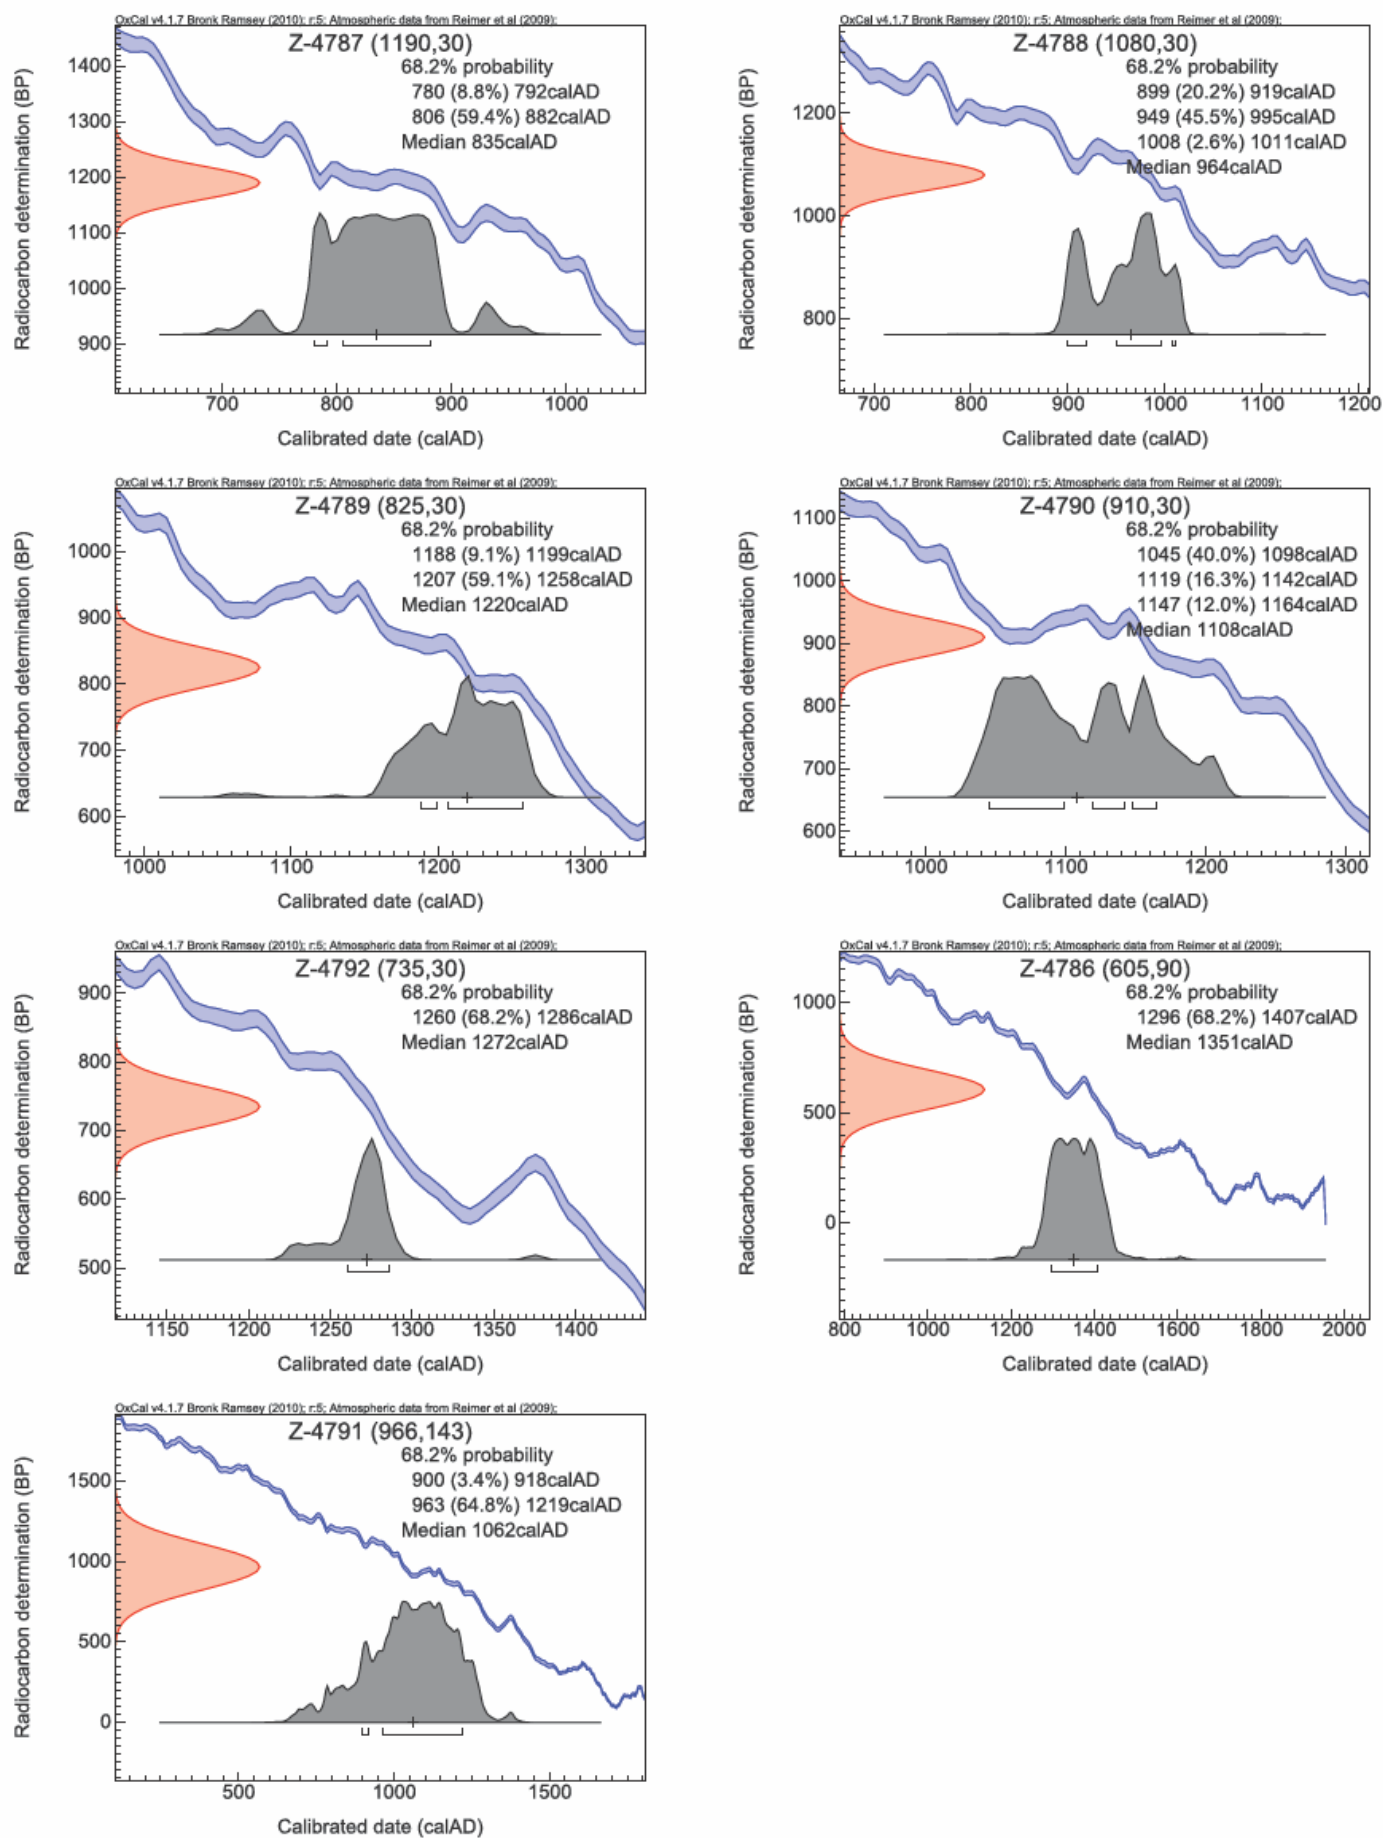 OxCal v4.1.7 Bronk Ramsey (2010); r:5; Atmospheric data from Reimer et al (2009);
Z-4787 (1190,30)
68.2% probability
780 (8.8%) 792calAD
806 (59.4%) 882calAD
Median 835calAD
Radiocarbon determination (BP)
1400
1300
1200
1100
1000
900
700 800 900 1000
Calibrated date (calAD)
OxCal v4.1.7 Bronk Ramsey (2010); r:5; Atmospheric data from Reimer et al (2009);
Z-4788 (1080,30)
68.2% probability
899 (20.2%) 919calAD
949 (45.5%) 995calAD
1008 (2.6%) 1011calAD
Median 964calAD
Radiocarbon determination (BP)
1200
1000
800
700 800 900 1000 1100 1200
Calibrated date (calAD)
OxCal v4.1.7 Bronk Ramsey (2010); r:5; Atmospheric data from Reimer et al (2009);
Z-4789 (825,30)
68.2% probability
1188 (9.1%) 1199calAD
1207 (59.1%) 1258calAD
Median 1220calAD
Radiocarbon determination (BP)
1000
900
800
700
600
1000 1100 1200 1300
Calibrated date (calAD)
OxCal v4.1.7 Bronk Ramsey (2010); r:5; Atmospheric data from Reimer et al (2009);
Z-4790 (910,30)
68.2% probability
1045 (40.0%) 1098calAD
1119 (16.3%) 1142calAD
1147 (12.0%) 1164calAD
Median 1108calAD
Radiocarbon determination (BP)
1100
1000
900
800
700
600
1000 1100 1200 1300
Calibrated date (calAD)
OxCal v4.1.7 Bronk Ramsey (2010); r:5; Atmospheric data from Reimer et al (2009);
Z-4792 (735,30)
68.2% probability
1260 (68.2%) 1286calAD
Median 1272calAD
Radiocarbon determination (BP)
900
800
700
600
500
1150 1200 1250 1300 1350 1400
Calibrated date (calAD)
OxCal v4.1.7 Bronk Ramsey (2010); r:5; Atmospheric data from Reimer et al (2009);
Z-4786 (605,90)
68.2% probability
1296 (68.2%) 1407calAD
Median 1351calAD
Radiocarbon determination (BP)
1000
500
0
800 1000 1200 1400 1600 1800 2000
Calibrated date (calAD)
OxCal v4.1.7 Bronk Ramsey (2010); r:5; Atmospheric data from Reimer et al (2009);
Z-4791 (966,143)
68.2% probability
900 (3.4%) 918calAD
963 (64.8%) 1219calAD
Median 1062calAD
Radiocarbon determination (BP)
1500
1000
500
0
500 1000 1500
Calibrated date (calAD)